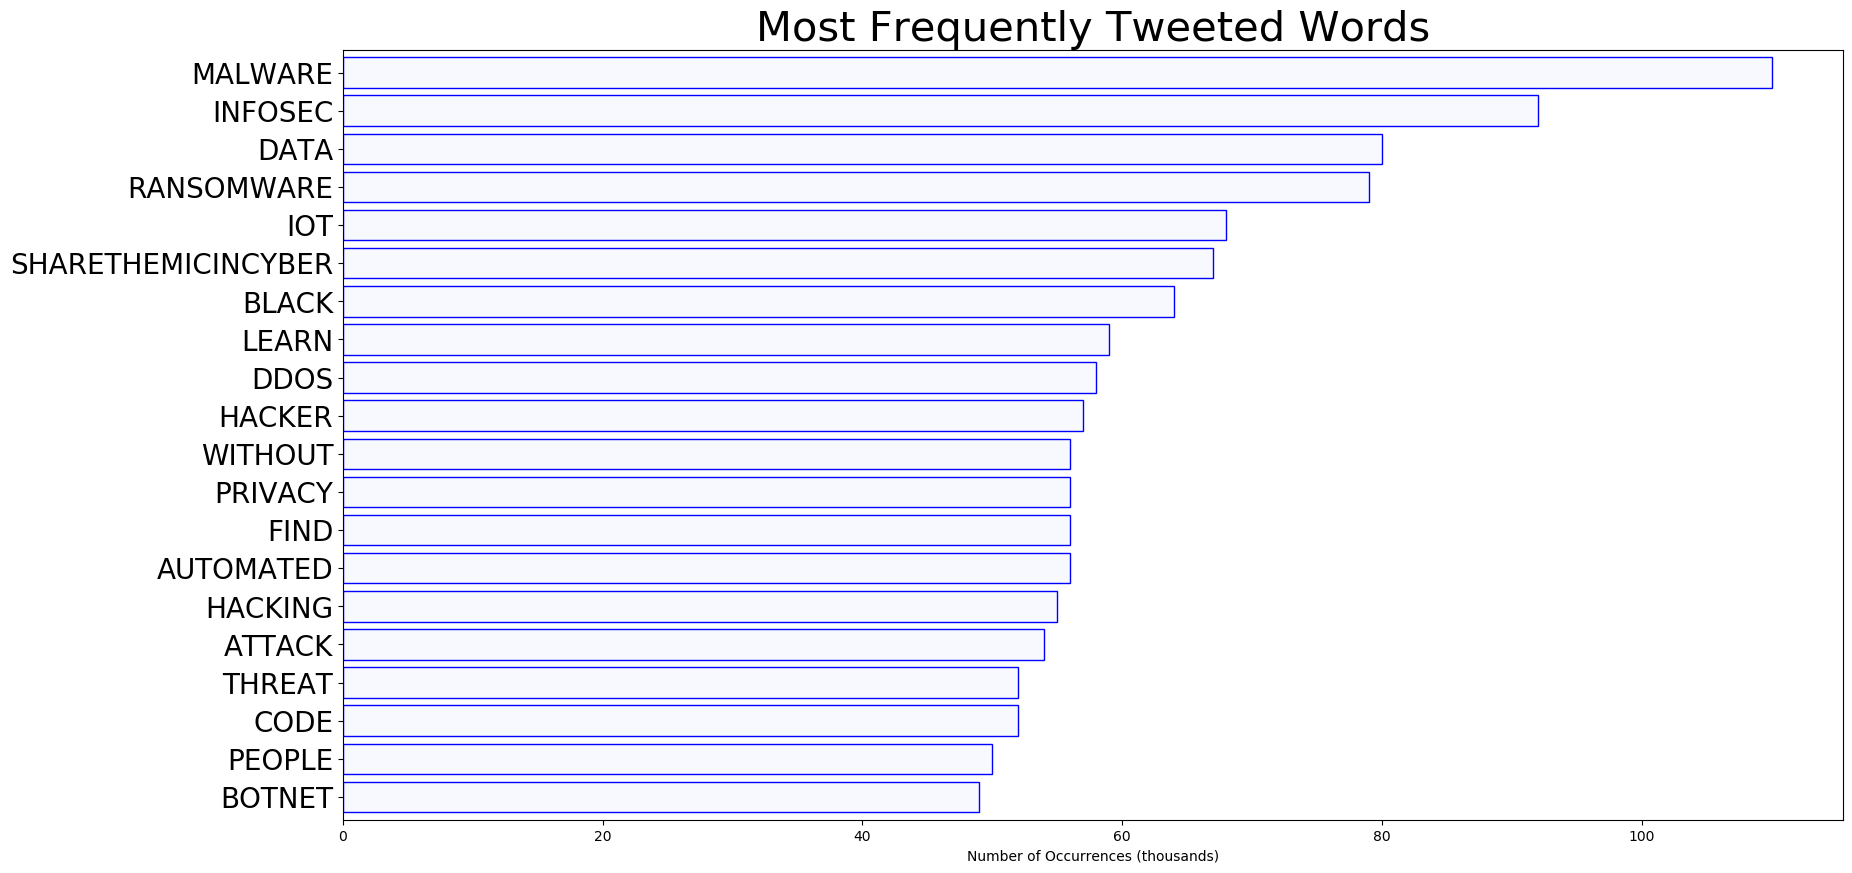 Most Frequently Tweeted Words
MALWARE
INFOSEC
DATA
RANSOMWARE
IOT
SHARETHEMICINCYBER
BLACK
LEARN
DDOS
HACKER
WITHOUT
PRIVACY
FIND
AUTOMATED
HACKING
ATTACK
THREAT
CODE
PEOPLE
BOTNET
0 20 40 60 80 100
Number of Occurrences (thousands)